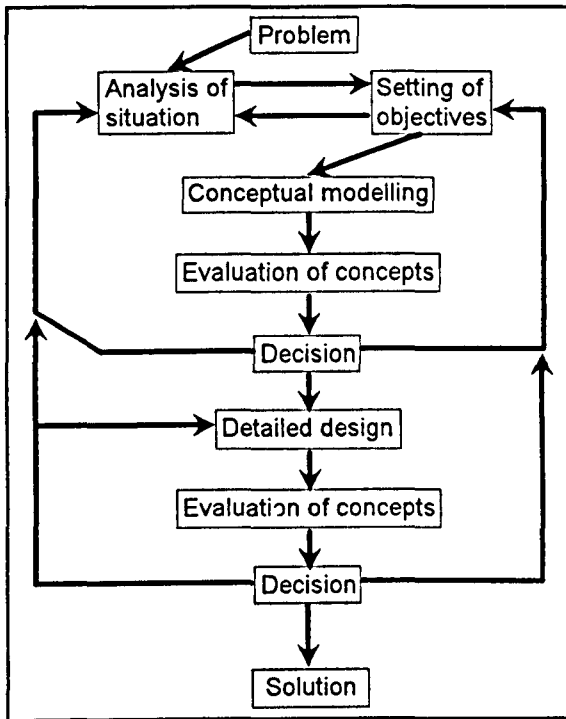 Problem
Analysis of
situation
Setting of
objectives
Conceptual modelling
Evaluation of concepts
Decision
Detailed design
Evaluation of concepts
Decision
Solution